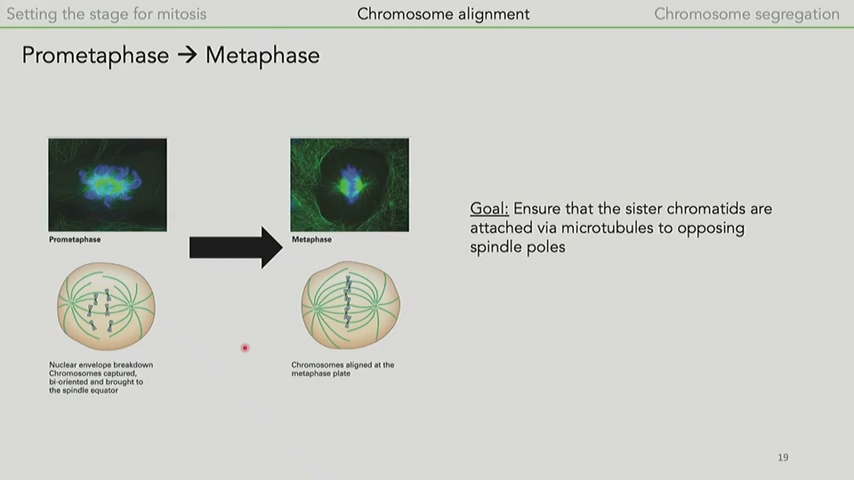 Setting the stage for mitosis
Chromosome alignment
Chromosome segregation
Prometaphase → Metaphase
Prometaphase
Metaphase
Goal: Ensure that the sister chromatids are
attached via microtubules to opposing
spindle poles
Nuclear envelope breakdown
Chromosomes captured,
bi-oriented and brought to
the spindle equator
Chromosomes aligned at the
metaphase plate
19